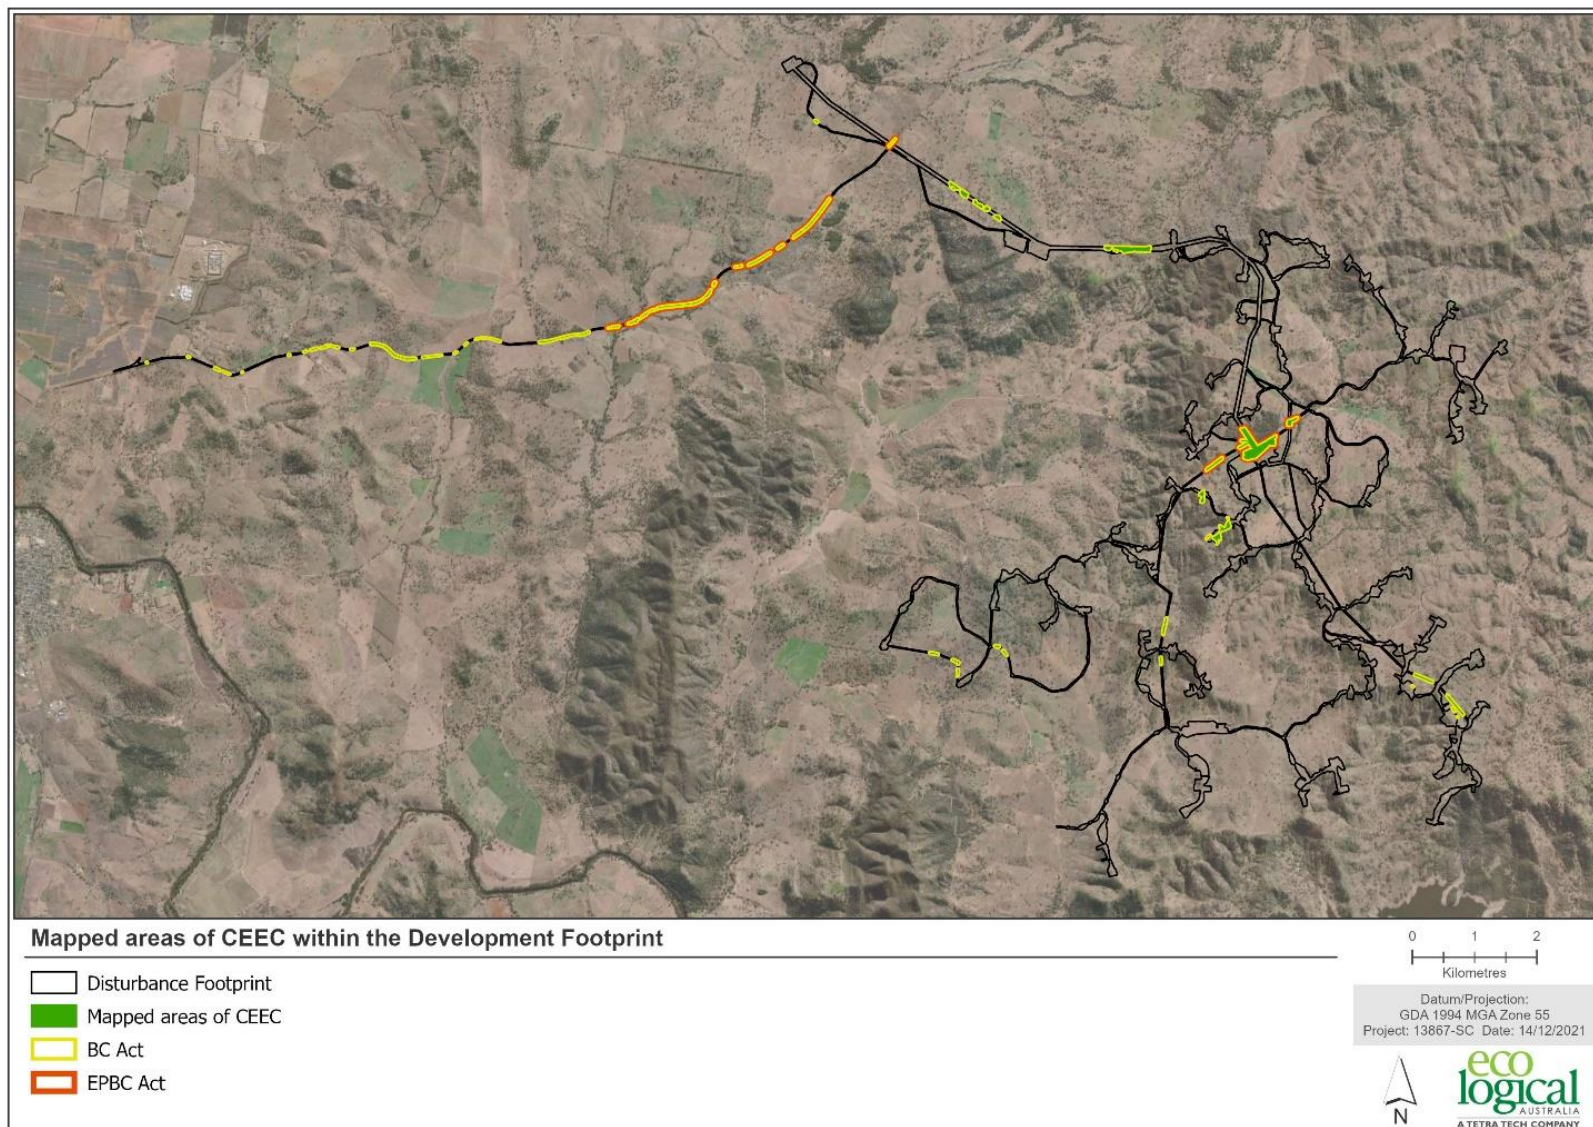 Mapped areas of CEEC within the Development Footprint
Disturbance Footprint
Mapped areas of CEEC
BC Act
EPBC Act
0 1 2
Kilometres
Datum/Projection:
GDA 1994 MGA Zone 55
Project: 13867-SC Date: 14/12/2021
N
eco
logical
AUSTRALIA
A TETRA TECH COMPANY